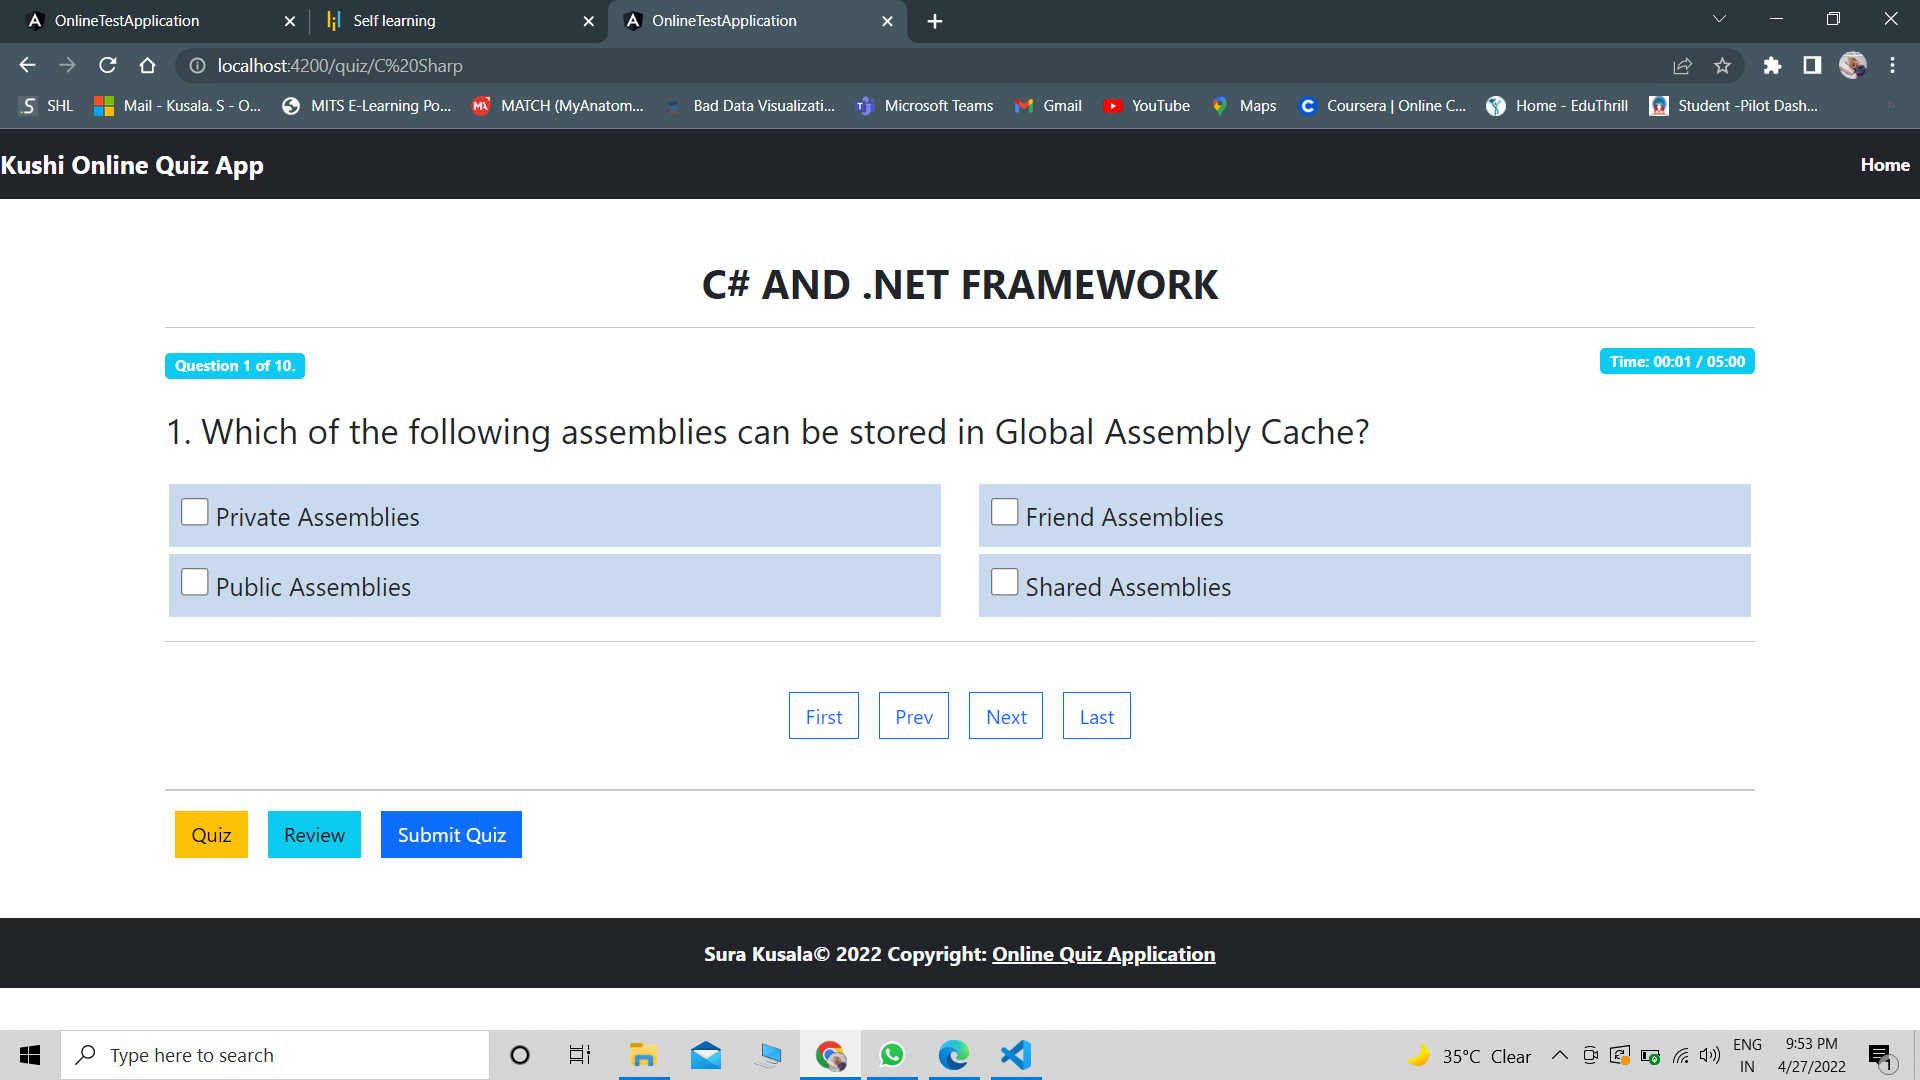 OnlineTestApplication
Self learning
OnlineTestApplication
localhost:4200/quiz/C%20Sharp
SHL
Mail - Kusala. S - O...
MITS E-Learning Po...
MATCH (MyAnatom...
Bad Data Visualizati...
Microsoft Teams
Gmail
YouTube
Maps
Coursera | Online C...
Home - EduThrill
Student -Pilot Dash...
Kushi Online Quiz App
Home
C# AND .NET FRAMEWORK
Question 1 of 10.
Time: 00:01 / 05:00
1. Which of the following assemblies can be stored in Global Assembly Cache?
Private Assemblies
Friend Assemblies
Public Assemblies
Shared Assemblies
First
Prev
Next
Last
Quiz
Review
Submit Quiz
Sura Kusala© 2022 Copyright: Online Quiz Application
Type here to search
35°C Clear
ENG
IN
9:53 PM
4/27/2022
1